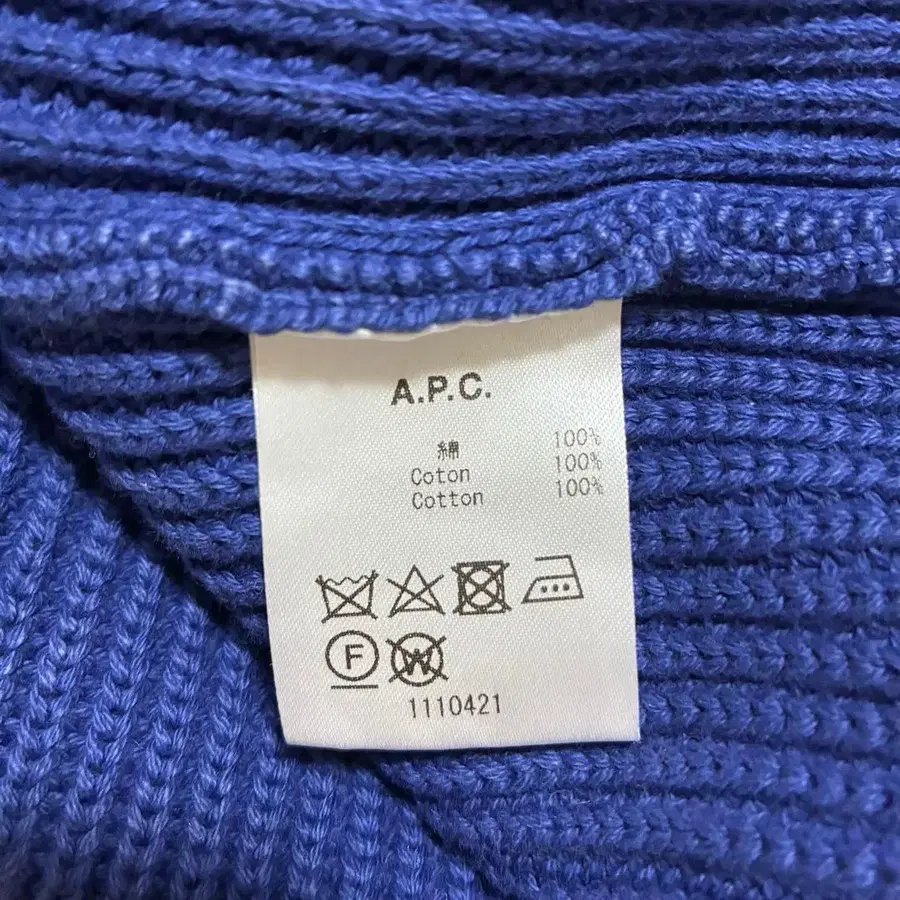 A.P.C.
綿 100%
Coton 100%
Cotton 100%
F W
1110421